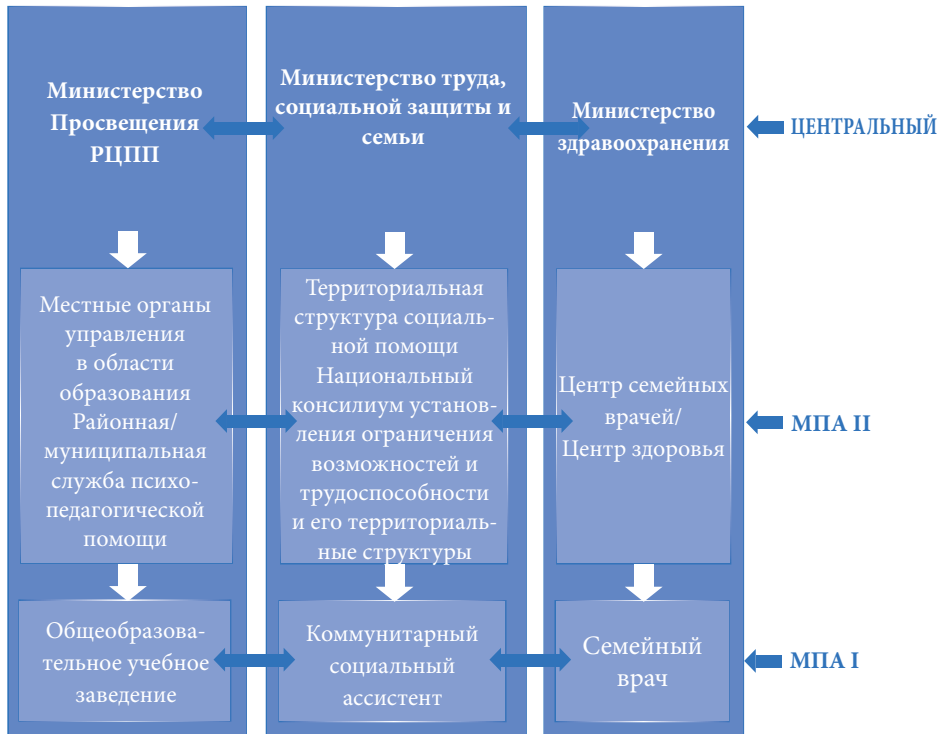 Министерство
Просвещения
РЦПП
Министерство труда,
социальной защиты и
семьи
Министерство
здравоохранения
ЦЕНТРАЛЬНЫЙ
Местные органы
управления
в области
образования
Районная/
муниципальная
служба психо-
педагогической
помощи
Территориальная
структура социаль-
ной помощи
Национальный
консилиум установ-
ления ограничения
возможностей и
трудоспособности
и его территориаль-
ные структуры
Центр семейных
врачей/
Центр здоровья
МПА II
Общеобразова-
тельное учебное
заведение
Коммунитарный
социальный
ассистент
Семейный
врач
МПА I